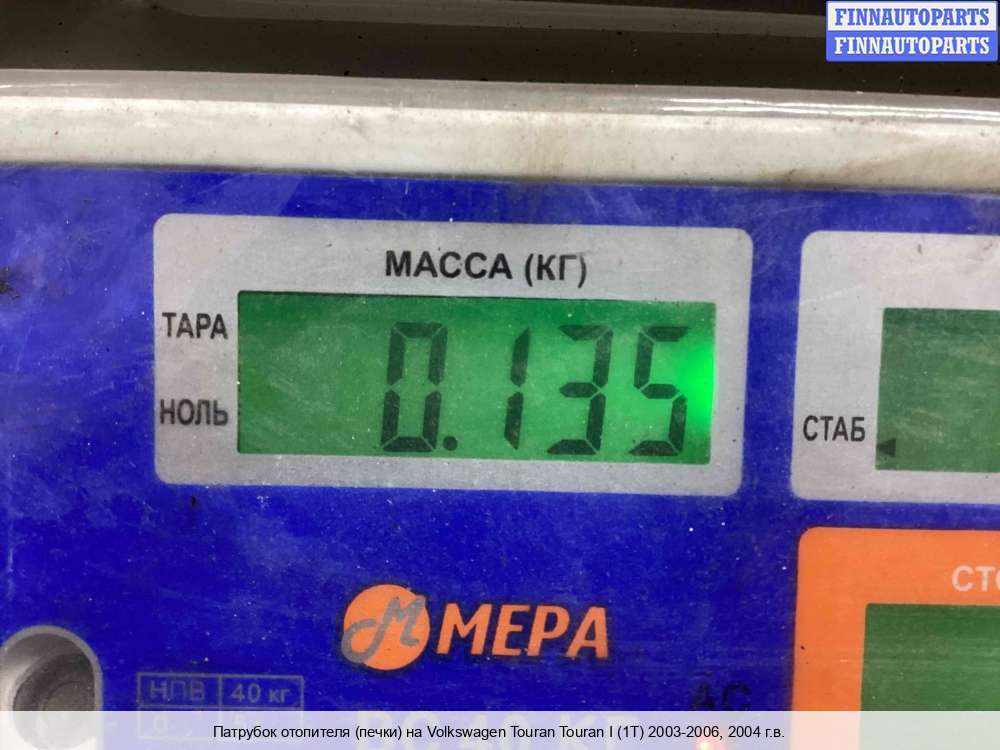 FINNAUTOPARTS
FINNAUTOPARTS
МАССА (КГ)
ТАРА
0.135
НОЛЬ
СТАБ
МЕРА
НПВ 40 кг
Патрубок отопителя (печки) на Volkswagen Touran Touran I (1T) 2003-2006, 2004 г.в.